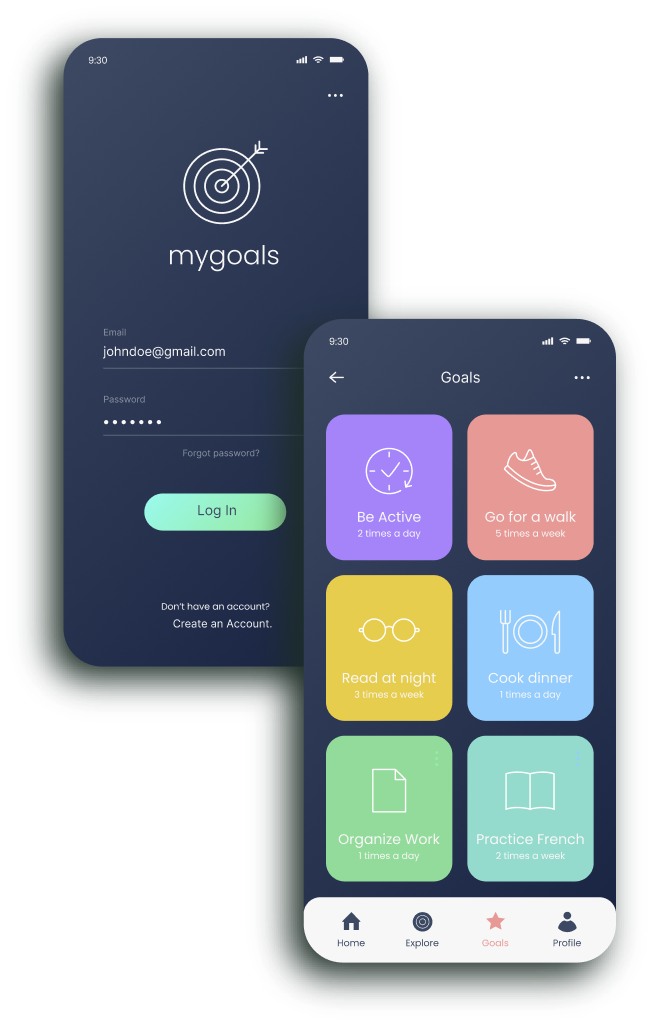 9:30
mygoals
Email
johndoe@gmail.com
Password
Forgot password?
Log In
Don't have an account?
Create an Account.
9:30
Goals
Be Active
2 times a day
Go for a walk
5 times a week
Read at night
3 times a week
Cook dinner
1 times a day
Organize Work
1 times a day
Practice French
2 times a week
Home
Explore
Goals
Profile